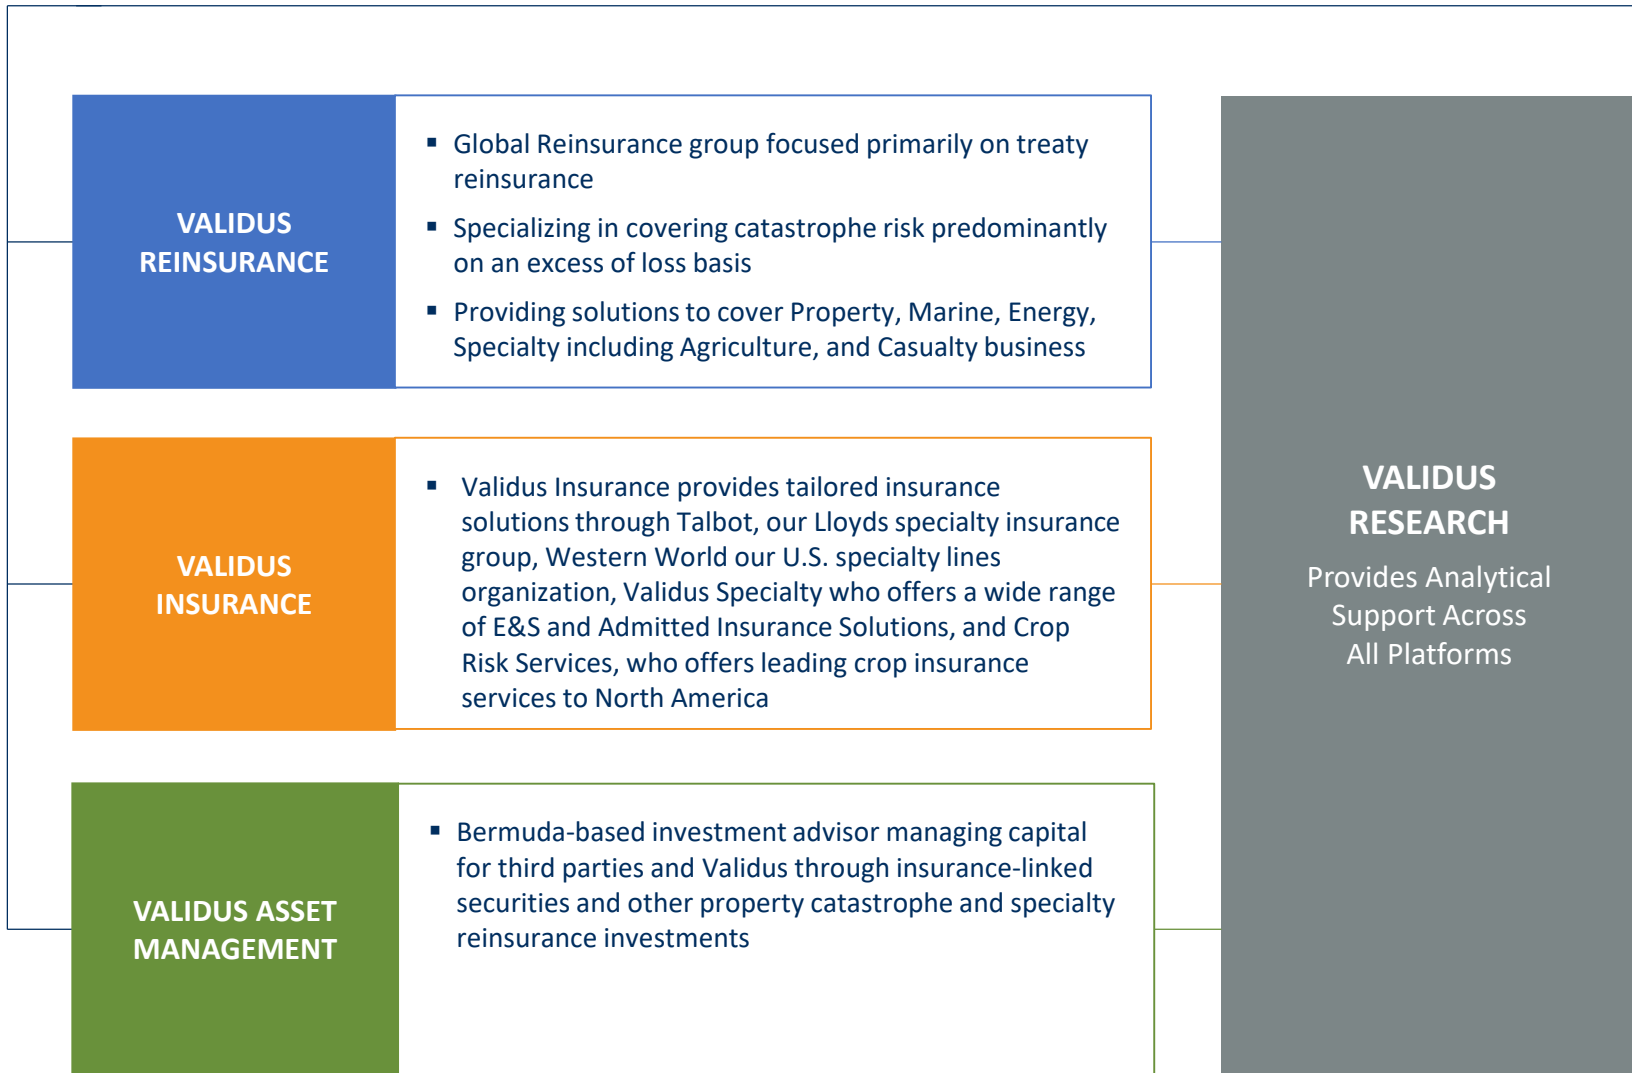 VALIDUS
REINSURANCE
▪ Global Reinsurance group focused primarily on treaty
reinsurance
▪ Specializing in covering catastrophe risk predominantly
on an excess of loss basis
▪ Providing solutions to cover Property, Marine, Energy,
Specialty including Agriculture, and Casualty business
VALIDUS
INSURANCE
▪ Validus Insurance provides tailored insurance
solutions through Talbot, our Lloyds specialty insurance
group, Western World our U.S. specialty lines
organization, Validus Specialty who offers a wide range
of E&S and Admitted Insurance Solutions, and Crop
Risk Services, who offers leading crop insurance
services to North America
VALIDUS ASSET
MANAGEMENT
▪ Bermuda-based investment advisor managing capital
for third parties and Validus through insurance-linked
securities and other property catastrophe and specialty
reinsurance investments
VALIDUS
RESEARCH
Provides Analytical
Support Across
All Platforms